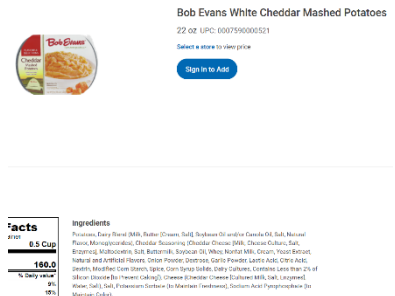 Bob Evans White Cheddar Mashed Potatoes
22 oz UPC: 0007590000521
Select a store to view price
Sign In to Add
Bob Evans
Cheddar
Facts
0.5 Cup
160.0
% Daily value*
9%
15%
Ingredients
Potatoes, Dairy Blend (Milk, Butter [Cream, Salt], Soybean Oil and/or Canola Oil, Salt, Natural
Flavor, Monoglycerides), Cheddar Seasoning (Cheddar Cheese [Milk, Cheese Culture, Salt,
Enzymes], Maltodextrin, Salt, Buttermilk, Soybean Oil, Whey, Nonfat Milk, Cream, Yeast Extract,
Natural and Artificial Flavors, Onion Powder, Dextrose, Garlic Powder, Lactic Acid, Citric Acid,
Dextrin, Modified Corn Starch, Spice, Corn Syrup Solids, Dairy Cultures, Contains Less than 2% of
Silicon Dioxide [to Prevent Caking]), Cheese (Cheddar Cheese [Cultured Milk, Salt, Enzymes],
Water, Salt), Salt, Potassium Sorbate (to Maintain Freshness), Sodium Acid Pyrophosphate (to
Maintain Color).